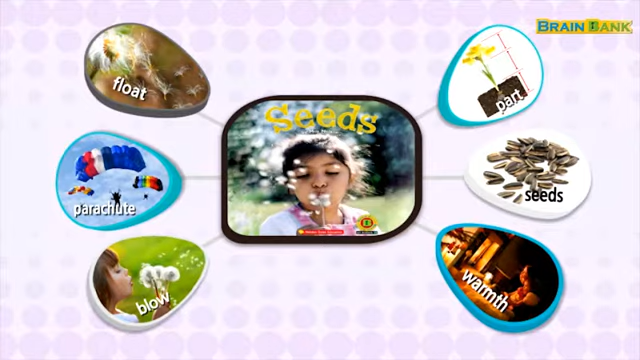 BRAIN BANK
float
Seeds
part
parachute
seeds
blow
warmth